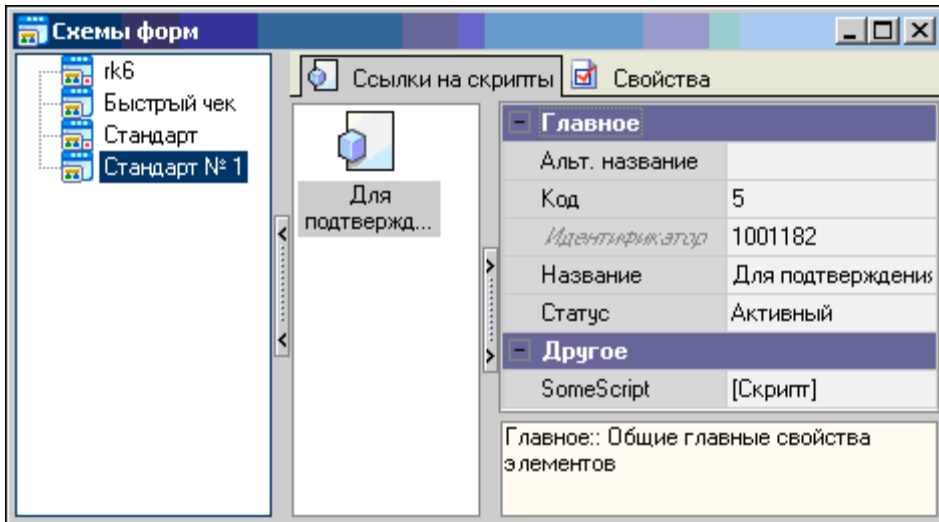 Схемы форм
rk6
Быстрый чек
Стандарт
Стандарт № 1
Ссылки на скрипты
Свойства
Для
подтвержд...
Главное
Альт. название
Код 5
Идентификатор 1001182
Название Для подтверждения
Статус Активный
Другое
SomeScript [Скрипт]
Главное:: Общие главные свойства
элементов